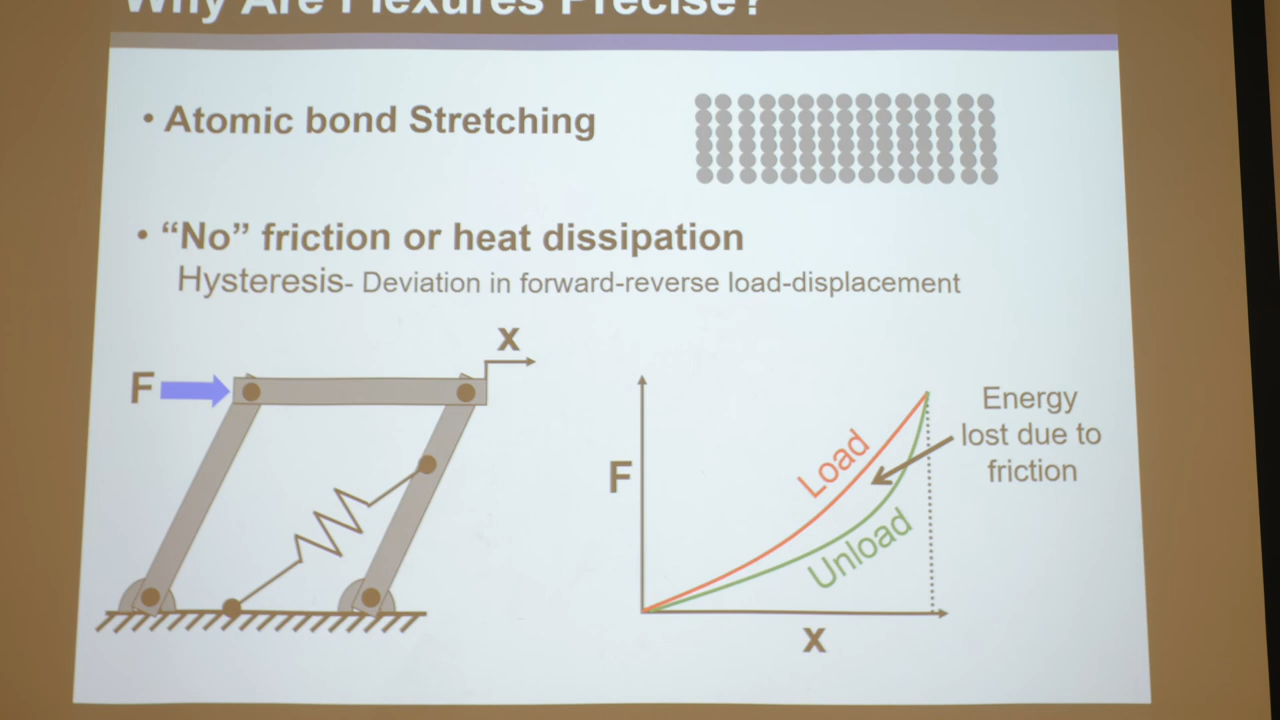 Why Are Flexures Precise?
• Atomic bond Stretching
• “No” friction or heat dissipation
Hysteresis- Deviation in forward-reverse load-displacement
x
F
F
Load
Unload
x
Energy
lost due to
friction